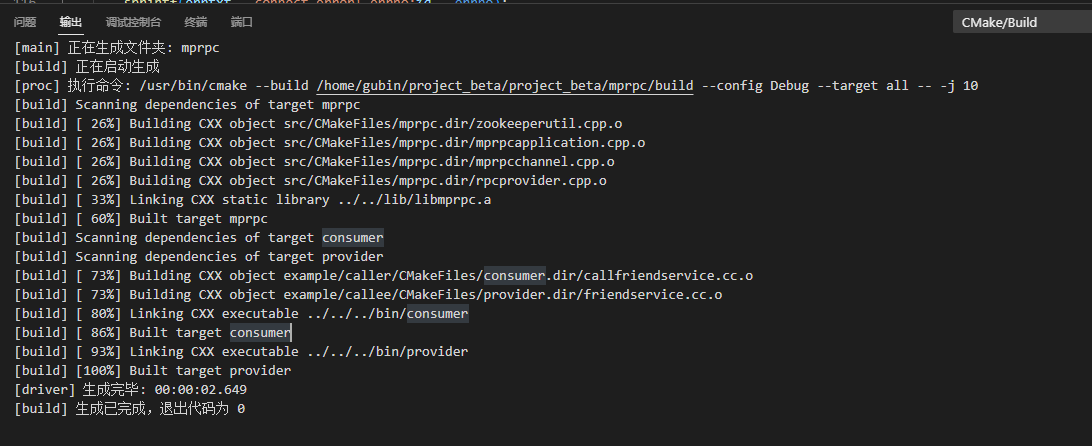 问题 输出 调试控制台 终端 端口 CMake/Build
[main] 正在生成文件夹: mprpc
[build] 正在启动生成
[proc] 执行命令: /usr/bin/cmake --build /home/gubin/project_beta/project_beta/mprpc/build --config Debug --target all -- -j 10
[build] Scanning dependencies of target mprpc
[build] [ 26%] Building CXX object src/CMakeFiles/mprpc.dir/zookeeperutil.cpp.o
[build] [ 26%] Building CXX object src/CMakeFiles/mprpc.dir/mprpcapplication.cpp.o
[build] [ 26%] Building CXX object src/CMakeFiles/mprpc.dir/mprpcchannel.cpp.o
[build] [ 26%] Building CXX object src/CMakeFiles/mprpc.dir/rpcprovider.cpp.o
[build] [ 33%] Linking CXX static library ../../lib/libmprpc.a
[build] [ 60%] Built target mprpc
[build] Scanning dependencies of target consumer
[build] Scanning dependencies of target provider
[build] [ 73%] Building CXX object example/caller/CMakeFiles/consumer.dir/callfriendservice.cc.o
[build] [ 73%] Building CXX object example/callee/CMakeFiles/provider.dir/friendservice.cc.o
[build] [ 80%] Linking CXX executable ../../../bin/consumer
[build] [ 86%] Built target consumer
[build] [ 93%] Linking CXX executable ../../../bin/provider
[build] [100%] Built target provider
[driver] 生成完毕: 00:00:02.649
[build] 生成已完成，退出代码为 0